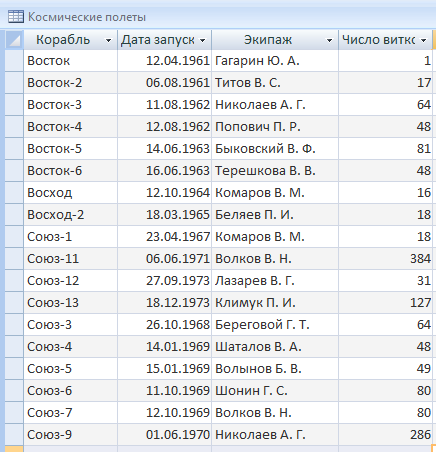 Космические полеты
Корабль Дата запуск Экипаж Число витко
Восток 12.04.1961 Гагарин Ю. А. 1
Восток-2 06.08.1961 Титов В. С. 17
Восток-3 11.08.1962 Николаев А. Г. 64
Восток-4 12.08.1962 Попович П. Р. 48
Восток-5 14.06.1963 Быковский В. Ф. 81
Восток-6 16.06.1963 Терешкова В. В. 48
Восход 12.10.1964 Комаров В. М. 16
Восход-2 18.03.1965 Беляев П. И. 18
Союз-1 23.04.1967 Комаров В. М. 18
Союз-11 06.06.1971 Волков В. Н. 384
Союз-12 27.09.1973 Лазарев В. Г. 31
Союз-13 18.12.1973 Климук П. И. 127
Союз-3 26.10.1968 Береговой Г. Т. 64
Союз-4 14.01.1969 Шаталов В. А. 48
Союз-5 15.01.1969 Волынов Б. В. 49
Союз-6 11.10.1969 Шонин Г. С. 80
Союз-7 12.10.1969 Волков В. Н. 80
Союз-9 01.06.1970 Николаев А. Г. 286